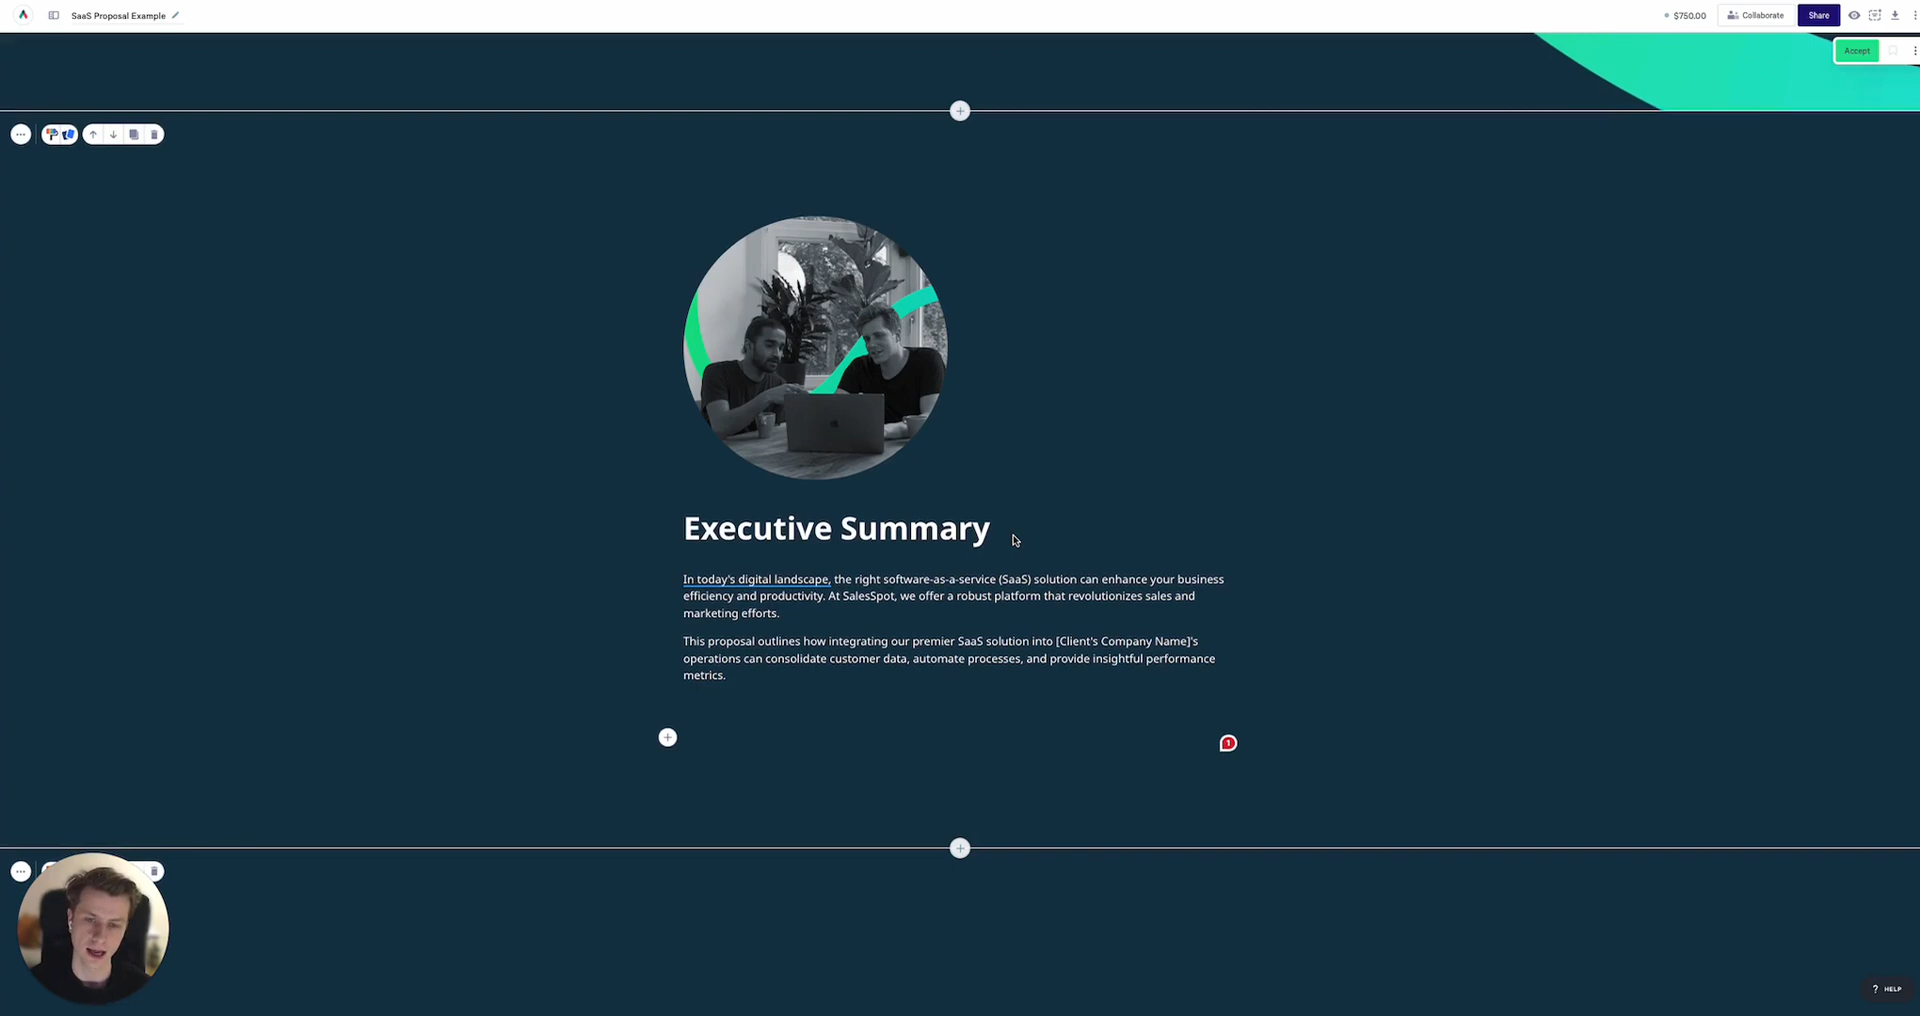 SaaS Proposal Example
$750.00
Collaborate
Share
Accept
Executive Summary
In today's digital landscape, the right software-as-a-service (SaaS) solution can enhance your business
efficiency and productivity. At SalesSpot, we offer a robust platform that revolutionizes sales and
marketing efforts.
This proposal outlines how integrating our premier SaaS solution into [Client's Company Name]'s
operations can consolidate customer data, automate processes, and provide insightful performance
metrics.
1
? HELP